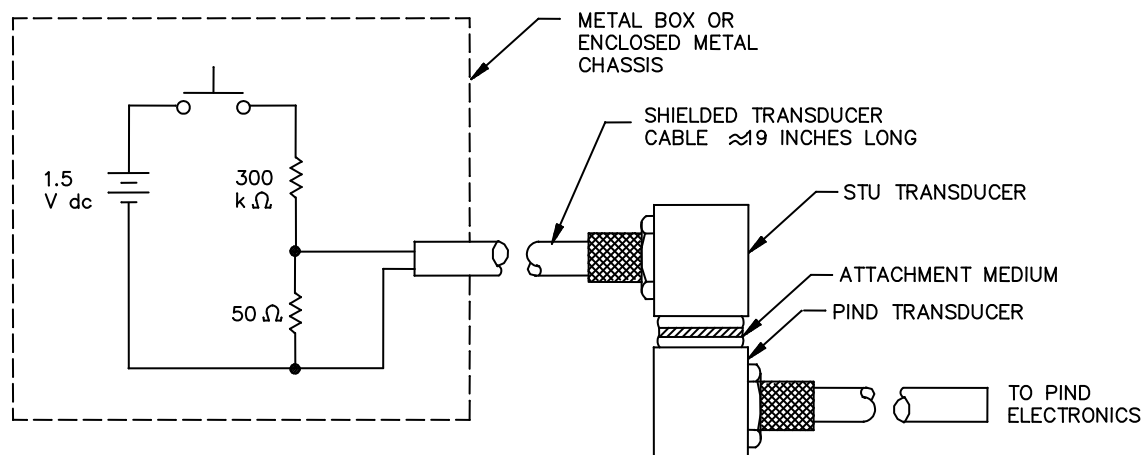 METAL BOX OR
ENCLOSED METAL
CHASSIS
SHIELDED TRANSDUCER
CABLE ≈19 INCHES LONG
1.5
V dc
300
k Ω
STU TRANSDUCER
ATTACHMENT MEDIUM
50 Ω
PIND TRANSDUCER
TO PIND
ELECTRONICS